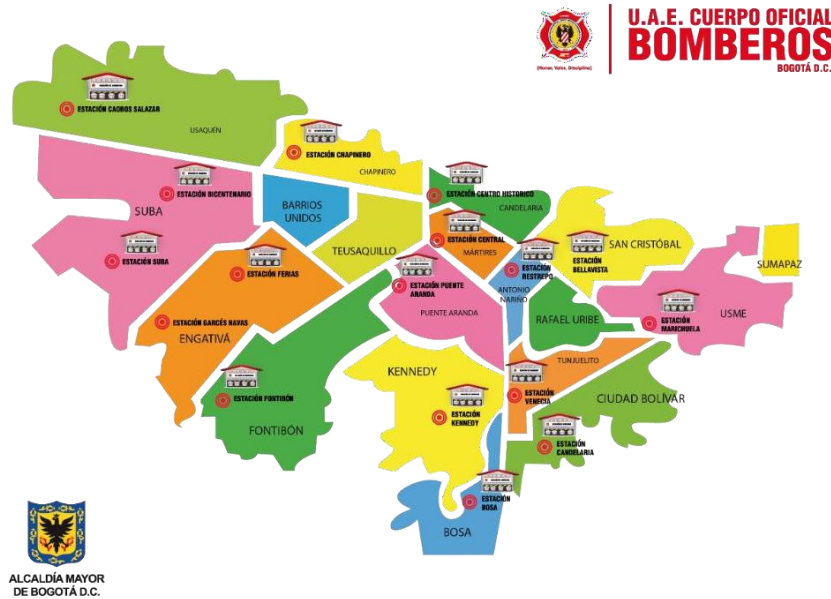 U.A.E. CUERPO OFICIAL
BOMBEROS
BOGOTÁ D.C.
[Honor, Valor, Disciplina]
ESTACIÓN CAOBOS SALAZAR
USAQUÉN
ESTACIÓN CHAPINERO
CHAPINERO
ESTACIÓN BICENTENARIO
SUBA
ESTACIÓN SUBA
BARRIOS
UNIDOS
TEUSAQUILLO
ESTACIÓN CENTRO HISTORICO
CANDELARIA
ESTACIÓN CENTRAL
MÁRTIRES
ESTACIÓN
RESTREPO
ANTONIO
NARIÑO
ESTACIÓN
BELLAVISTA
SAN CRISTÓBAL
SUMAPAZ
ESTACIÓN FERIAS
ESTACIÓN GARCÉS NAVAS
ENGATIVÁ
ESTACIÓN PUENTE
ARANDA
PUENTE ARANDA
RAFAEL URIBE
ESTACIÓN
MARICHUELA
USME
ESTACIÓN FONTIBÓN
FONTIBÓN
KENNEDY
ESTACIÓN
KENNEDY
TUNJUELITO
ESTACIÓN
VENECIA
CIUDAD BOLÍVAR
ESTACIÓN
CANDELARIA
ESTACIÓN
BOSA
BOSA
ALCALDÍA MAYOR
DE BOGOTÁ D.C.